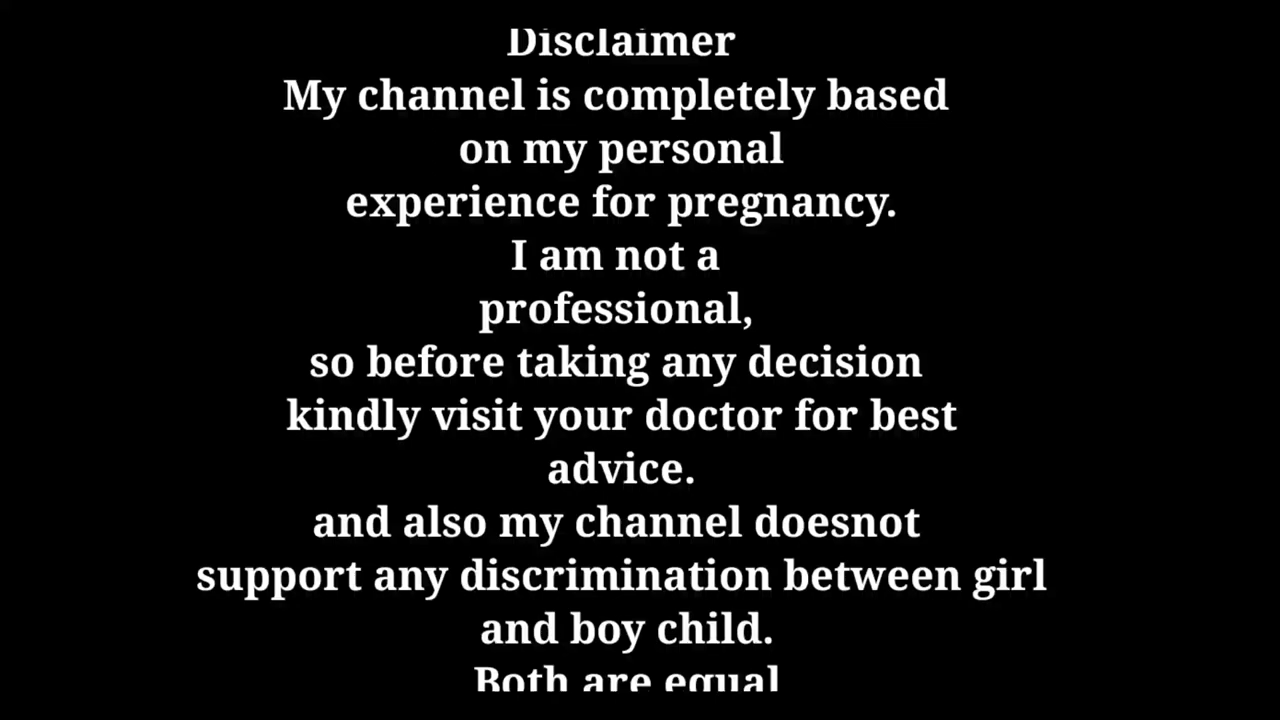 Disclaimer
My channel is completely based
on my personal
experience for pregnancy.
I am not a
professional,
so before taking any decision
kindly visit your doctor for best
advice.
and also my channel doesnot
support any discrimination between girl
and boy child.
Both are equal